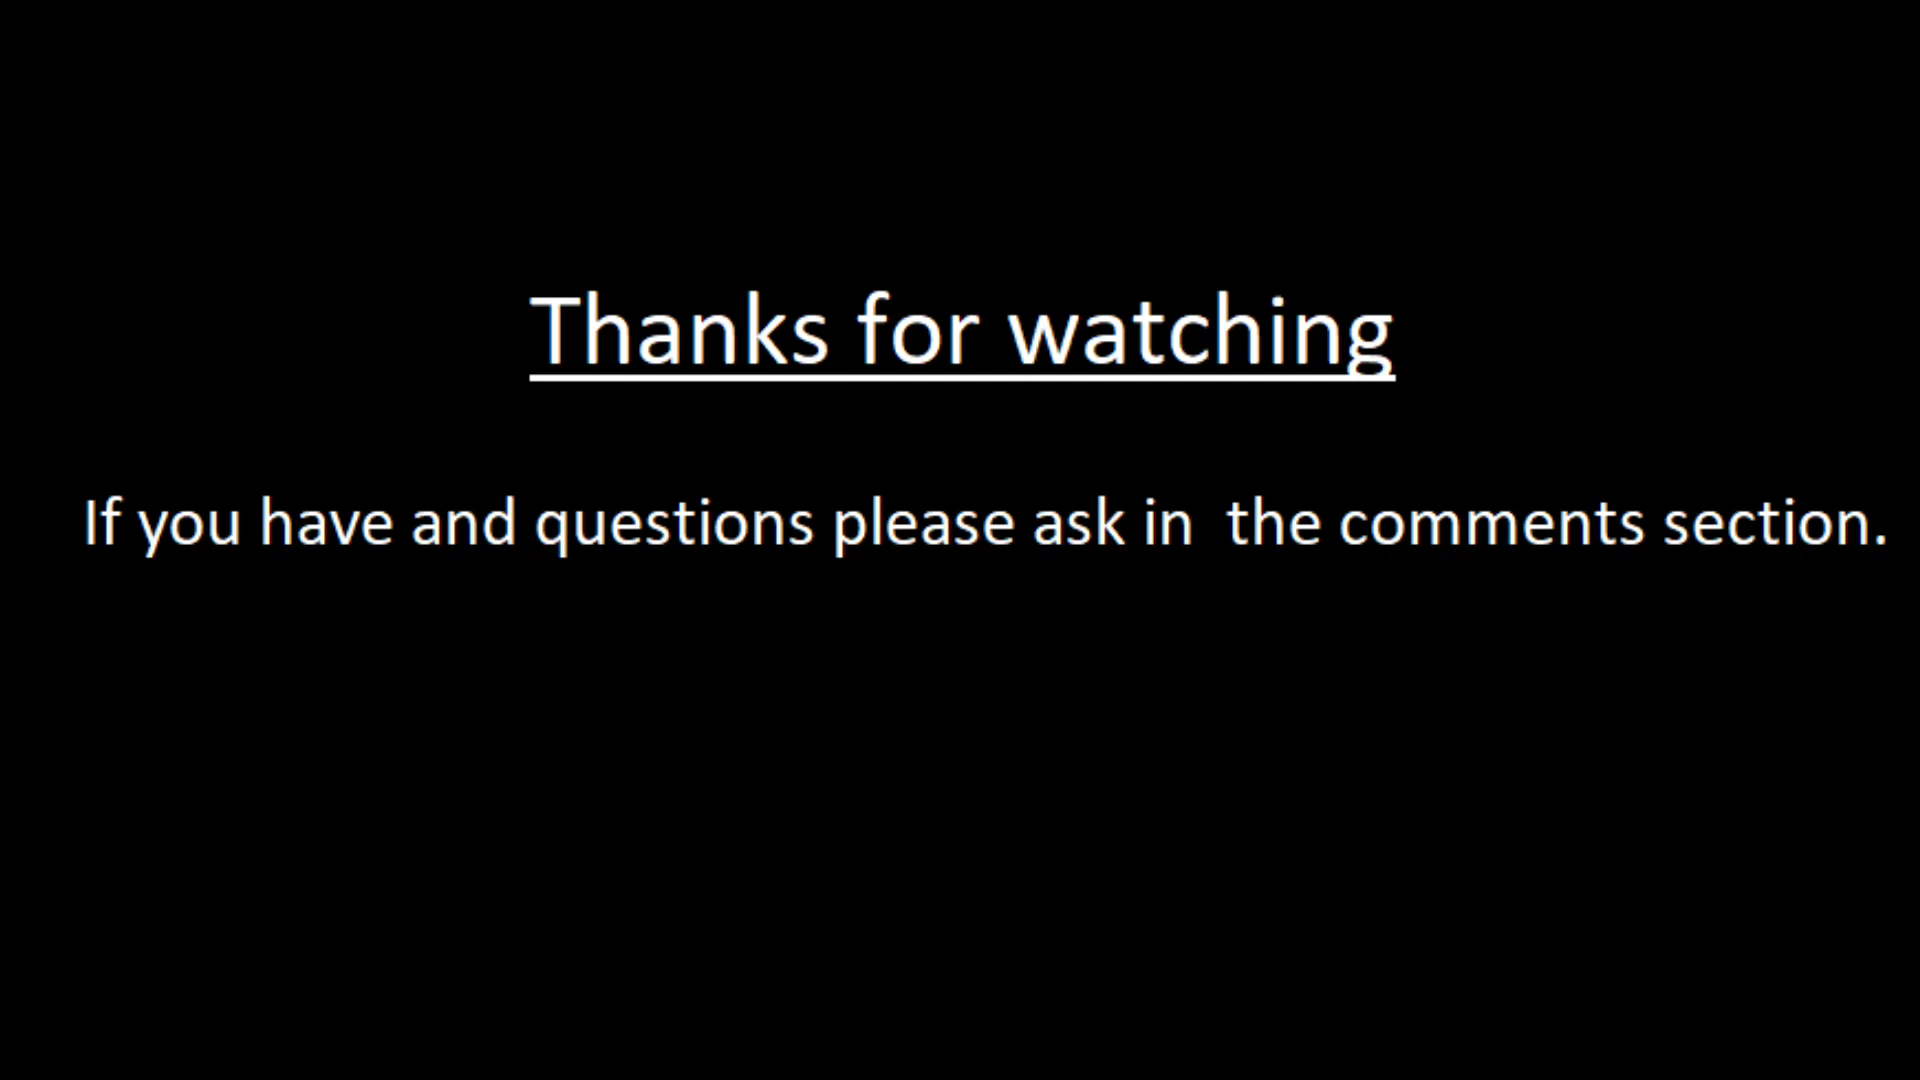 Thanks for watching
If you have and questions please ask in  the comments section.